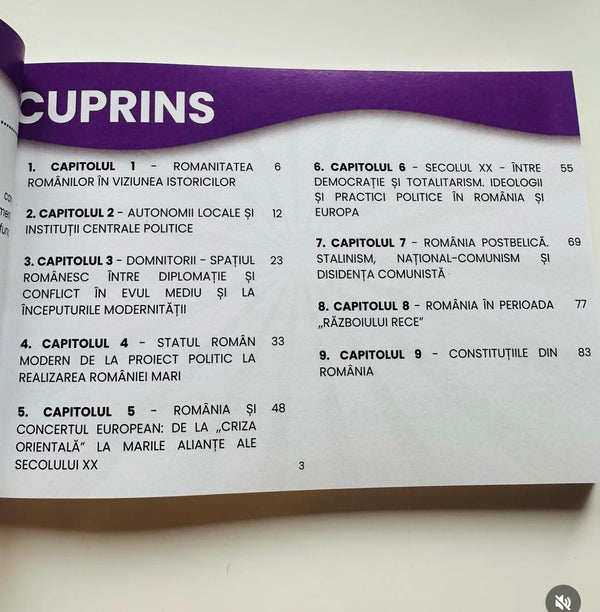 CUPRINS
1. CAPITOLUL 1 - ROMANITATEA 6
ROMÂNILOR ÎN VIZIUNEA ISTORICILOR
2. CAPITOLUL 2 - AUTONOMII LOCALE ȘI 12
INSTITUȚII CENTRALE POLITICE
3. CAPITOLUL 3 - DOMNITORII - SPAȚIUL 23
ROMÂNESC ÎNTRE DIPLOMAȚIE ȘI
CONFLICT ÎN EVUL MEDIU ȘI LA
ÎNCEPUTURILE MODERNITĂȚII
4. CAPITOLUL 4 - STATUL ROMÂN 33
MODERN DE LA PROIECT POLITIC LA
REALIZAREA ROMÂNIEI MARI
5. CAPITOLUL 5 - ROMÂNIA ȘI 48
CONCERTUL EUROPEAN: DE LA „CRIZA
ORIENTALĂ” LA MARILE ALIANȚE ALE
SECOLULUI XX
6. CAPITOLUL 6 - SECOLUL XX - ÎNTRE 55
DEMOCRAȚIE ȘI TOTALITARISM. IDEOLOGII
ȘI PRACTICI POLITICE ÎN ROMÂNIA ȘI
EUROPA
7. CAPITOLUL 7 - ROMÂNIA POSTBELICĂ. 69
STALINISM, NAȚIONAL-COMUNISM ȘI
DISIDENȚA COMUNISTĂ
8. CAPITOLUL 8 - ROMÂNIA ÎN PERIOADA 77
„RĂZBOIULUI RECE”
9. CAPITOLUL 9 - CONSTITUȚIILE DIN 83
ROMÂNIA
3